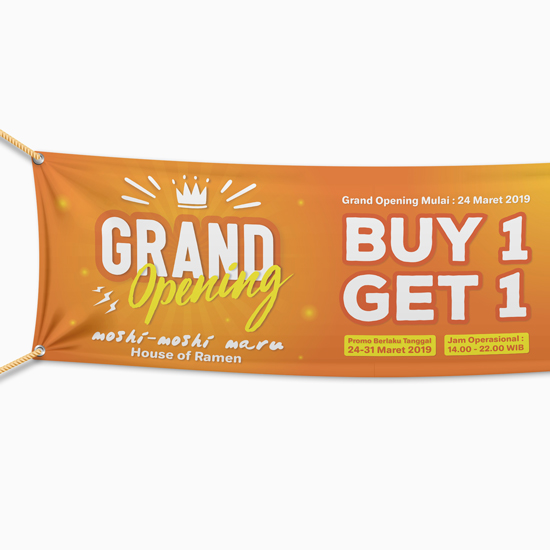 GRAND
Opening
moshi-moshi maru
House of Ramen
Grand Opening Mulai : 24 Maret 2019
BUY 1
GET 1
Promo Berlaku Tanggal
24-31 Maret 2019
Jam Operasional :
14.00 - 22.00 WIB